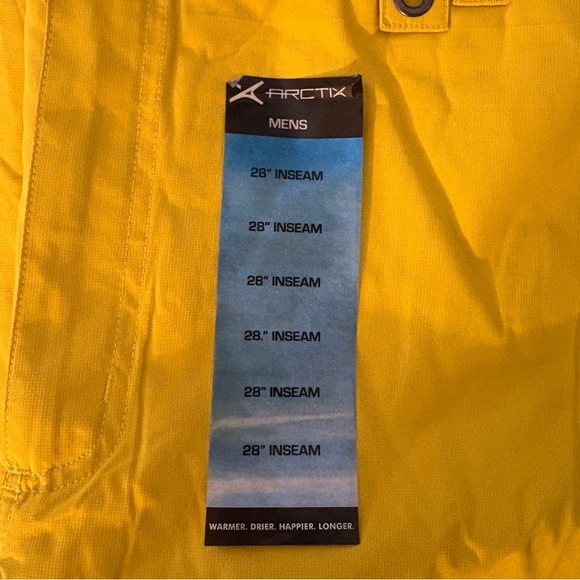 ARCTIX
MENS
28" INSEAM
28" INSEAM
28" INSEAM
28." INSEAM
28" INSEAM
28" INSEAM
WARMER. DRIER. HAPPIER. LONGER.